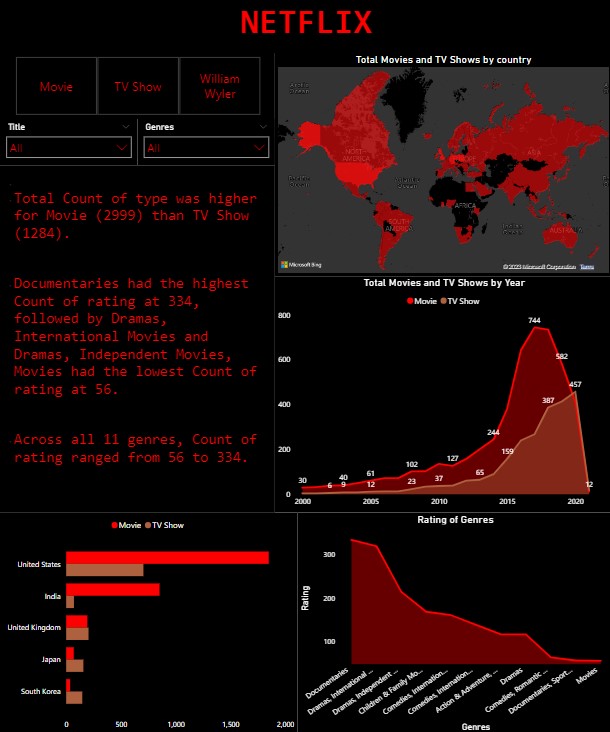 NETFLIX
Movie
TV Show
William
Wyler
Title
Genres
All
All
Total Count of type was higher
for Movie (2999) than TV Show
(1284).
Documentaries had the highest
Count of rating at 334,
followed by Dramas,
International Movies and
Dramas, Independent Movies,
Movies had the lowest Count of
rating at 56.
Across all 11 genres, Count of
rating ranged from 56 to 334.
Total Movies and TV Shows by country
NORTH
AMERICA
EUROPE
ASIA
AFRICA
SOUTH
AMERICA
AUSTRALIA
Microsoft Bing
© 2023 Microsoft Corporation Terms
Total Movies and TV Shows by Year
Movie TV Show
800
600
400
200
0
744
582
457
387
244
159
127
102
65
61
40
37
30
23
12
12
9
6
2000 2005 2010 2015 2020
Movie TV Show
United States
India
United Kingdom
Japan
South Korea
0 500 1,000 1,500 2,000
Rating of Genres
Rating
300
200
100
Documentaries
Dramas, International ...
Dramas, Independent ...
Children & Family Mo...
Comedies, Internation...
Comedies, Internation...
Action & Adventure, ...
Dramas
Comedies, Romantic ...
Documentaries, Sport...
Movies
Genres